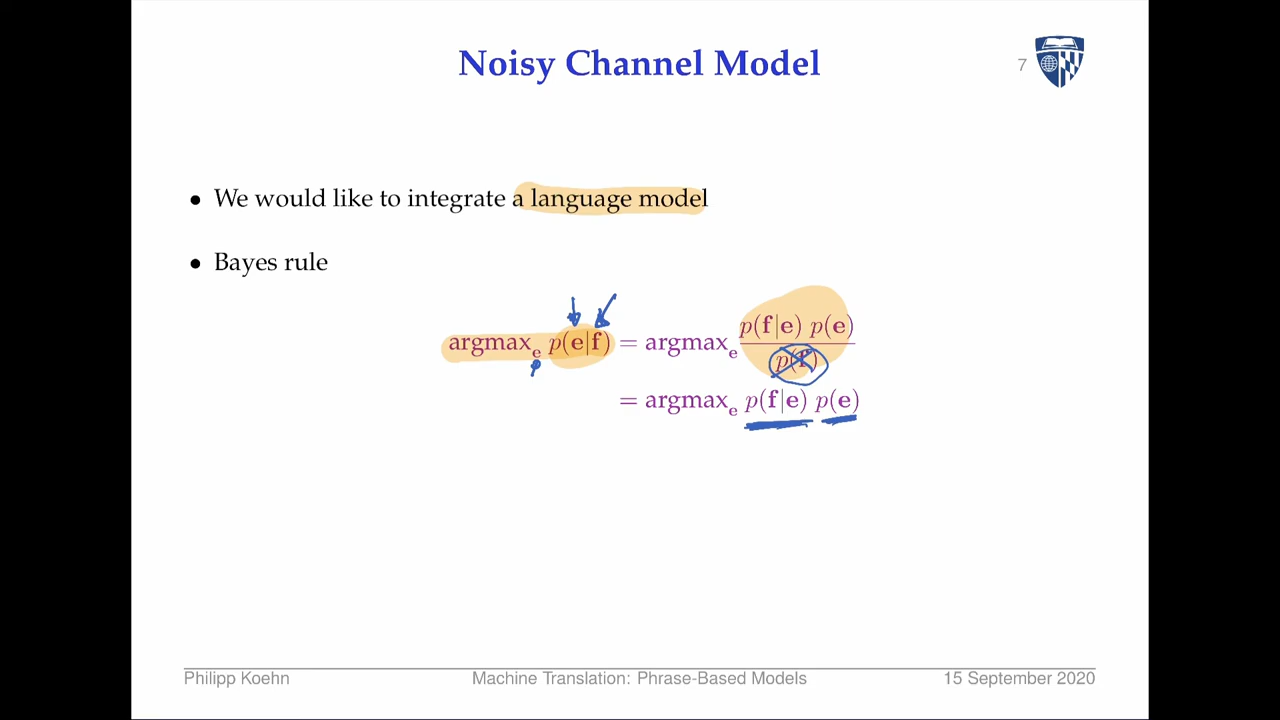 Noisy Channel Model
7
• We would like to integrate a language model
• Bayes rule
argmaxₑ p(e|f) = argmaxₑ p(f|e) p(e) / p(f)
= argmaxₑ p(f|e) p(e)
Philipp Koehn Machine Translation: Phrase-Based Models 15 September 2020